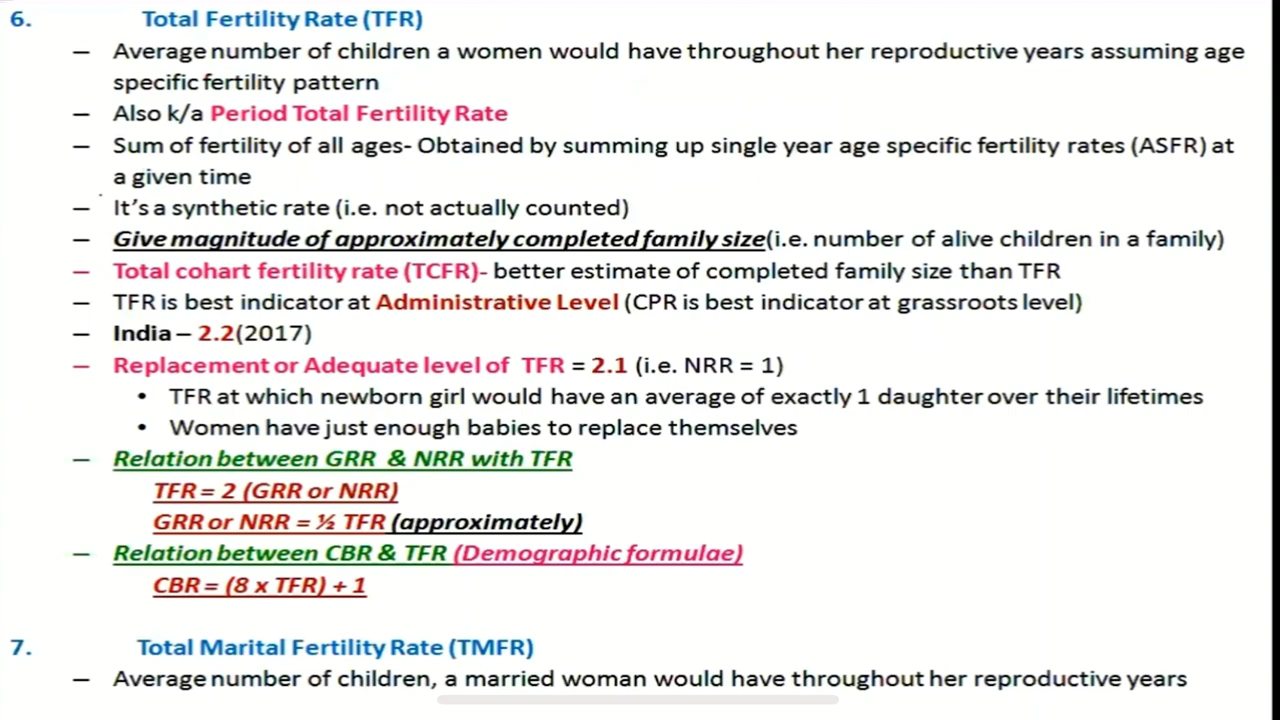 6. Total Fertility Rate (TFR)
– Average number of children a women would have throughout her reproductive years assuming age
specific fertility pattern
– Also k/a Period Total Fertility Rate
– Sum of fertility of all ages- Obtained by summing up single year age specific fertility rates (ASFR) at
a given time
– It's a synthetic rate (i.e. not actually counted)
– Give magnitude of approximately completed family size(i.e. number of alive children in a family)
– Total cohart fertility rate (TCFR)- better estimate of completed family size than TFR
– TFR is best indicator at Administrative Level (CPR is best indicator at grassroots level)
– India – 2.2(2017)
– Replacement or Adequate level of TFR = 2.1 (i.e. NRR = 1)
• TFR at which newborn girl would have an average of exactly 1 daughter over their lifetimes
• Women have just enough babies to replace themselves
– Relation between GRR & NRR with TFR
TFR = 2 (GRR or NRR)
GRR or NRR = ½ TFR (approximately)
– Relation between CBR & TFR (Demographic formulae)
CBR = (8 x TFR) + 1
7. Total Marital Fertility Rate (TMFR)
– Average number of children, a married woman would have throughout her reproductive years